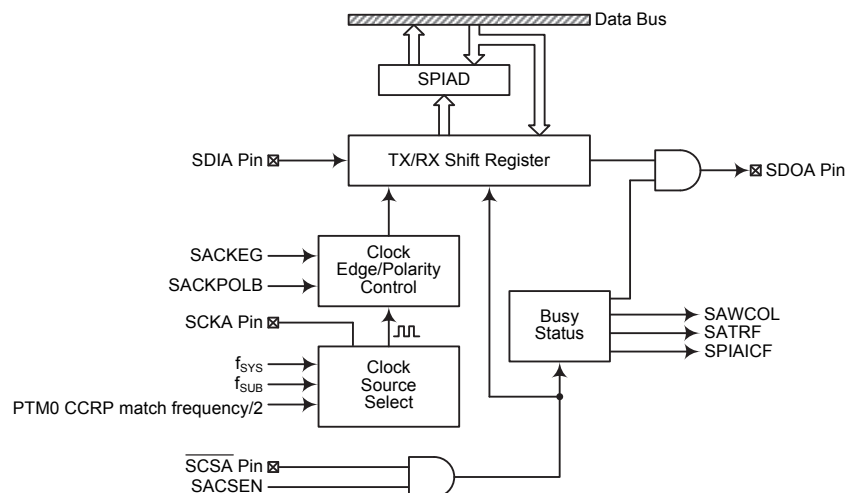 Data Bus
SPIAD
SDIA Pin
TX/RX Shift Register
SDOA Pin
SACKEG
SACKPOLB
Clock
Edge/Polarity
Control
SCKA Pin
Busy
Status
SAWCOL
SATRF
SPIAICF
fSYS
fSUB
PTM0 CCRP match frequency/2
Clock
Source
Select
SCSA Pin
SACSEN